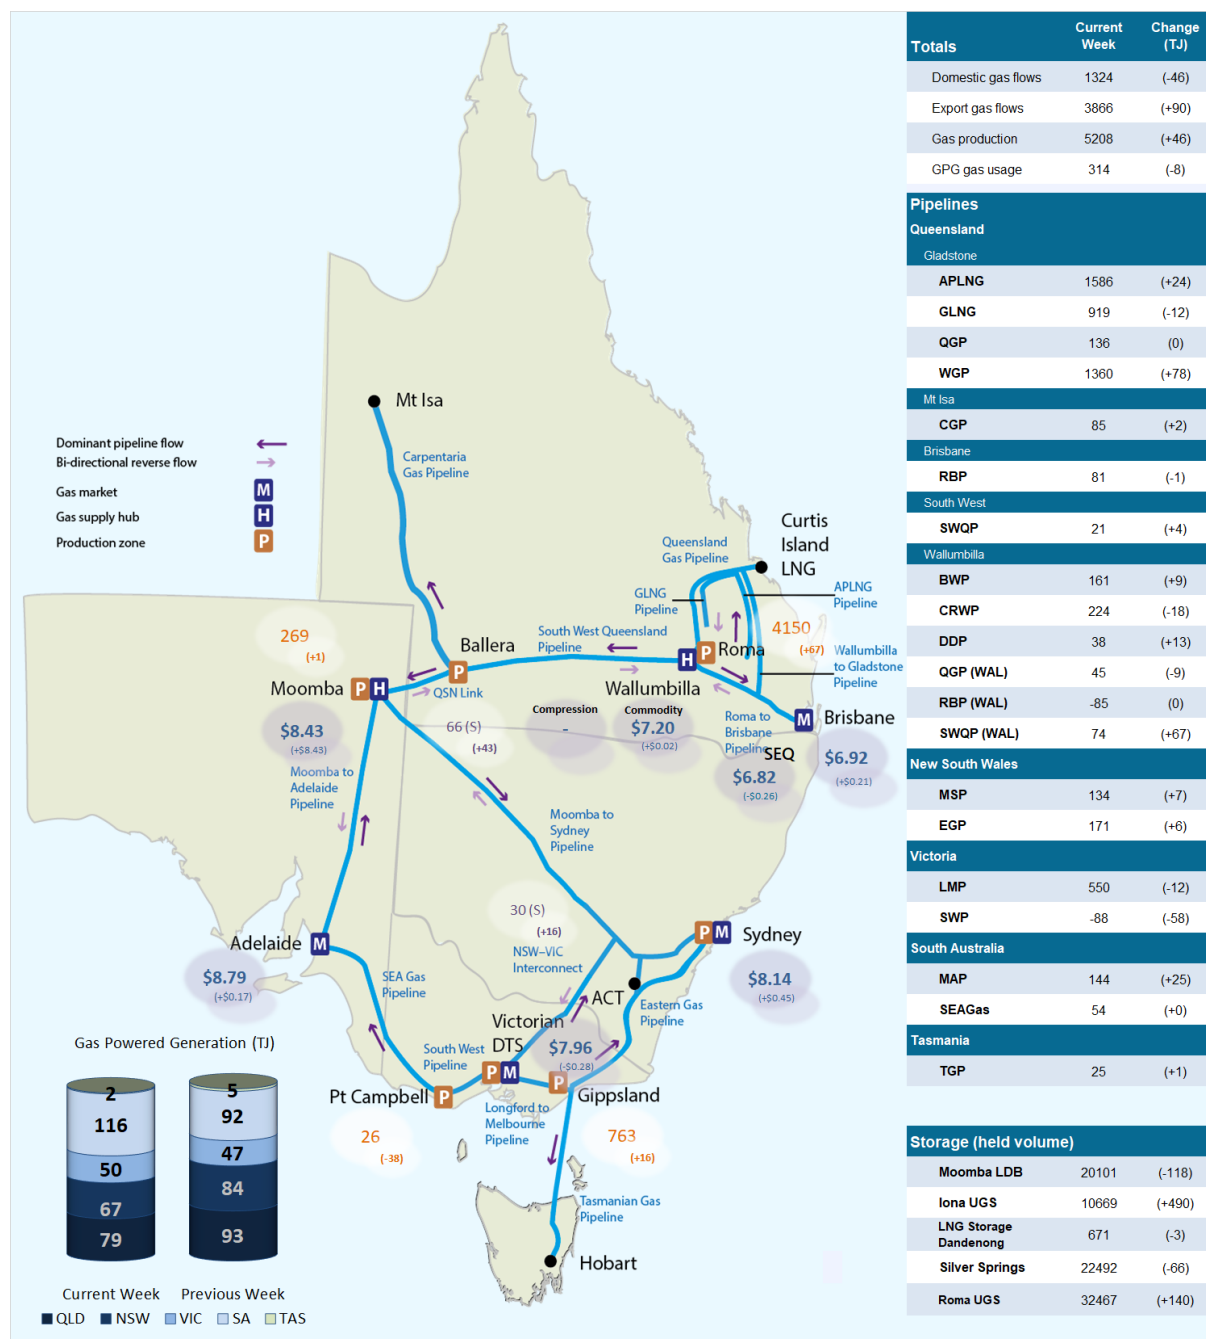 Mt Isa
Dominant pipeline flow
Bi-directional reverse flow
Gas market M
Gas supply hub H
Production zone P
Carpentaria
Gas Pipeline
Curtis
Island
LNG
Queensland
Gas Pipeline
GLNG
Pipeline
APLNG
Pipeline
4150
(+67)
Wallumbilla
to Gladstone
Pipeline
South West Queensland
Pipeline
269
(+1)
Ballera
P
QSN Link
H P Roma
Wallumbilla
Moomba P H
66 (S)
(+43)
Compression
-
Commodity
$7.20
(+$0.02)
Roma to
Brisbane
Pipeline
M Brisbane
SEQ
$6.82
(-$0.26)
$6.92
(+$0.21)
$8.43
(+$8.43)
Moomba to
Adelaide
Pipeline
Moomba to
Sydney
Pipeline
30 (S)
(+16)
NSW–VIC
Interconnect
Adelaide M
$8.79
(+$0.17)
SEA Gas
Pipeline
P M Sydney
$8.14
(+$0.45)
ACT
Eastern Gas
Pipeline
Victorian
DTS
$7.96
(-$0.28)
South West
Pipeline
P M
P
Gippsland
Pt Campbell P
26
(-38)
Longford to
Melbourne
Pipeline
763
(+16)
Tasmanian Gas
Pipeline
Hobart
Gas Powered Generation (TJ)
2
116
50
67
79
5
92
47
84
93
Current Week Previous Week
QLD NSW VIC SA TAS
Totals Current Week Change (TJ)
Domestic gas flows 1324 (-46)
Export gas flows 3866 (+90)
Gas production 5208 (+46)
GPG gas usage 314 (-8)
Pipelines
Queensland
Gladstone
APLNG 1586 (+24)
GLNG 919 (-12)
QGP 136 (0)
WGP 1360 (+78)
Mt Isa
CGP 85 (+2)
Brisbane
RBP 81 (-1)
South West
SWQP 21 (+4)
Wallumbilla
BWP 161 (+9)
CRWP 224 (-18)
DDP 38 (+13)
QGP (WAL) 45 (-9)
RBP (WAL) -85 (0)
SWQP (WAL) 74 (+67)
New South Wales
MSP 134 (+7)
EGP 171 (+6)
Victoria
LMP 550 (-12)
SWP -88 (-58)
South Australia
MAP 144 (+25)
SEAGas 54 (+0)
Tasmania
TGP 25 (+1)
Storage (held volume)
Moomba LDB 20101 (-118)
Iona UGS 10669 (+490)
LNG Storage Dandenong 671 (-3)
Silver Springs 22492 (-66)
Roma UGS 32467 (+140)